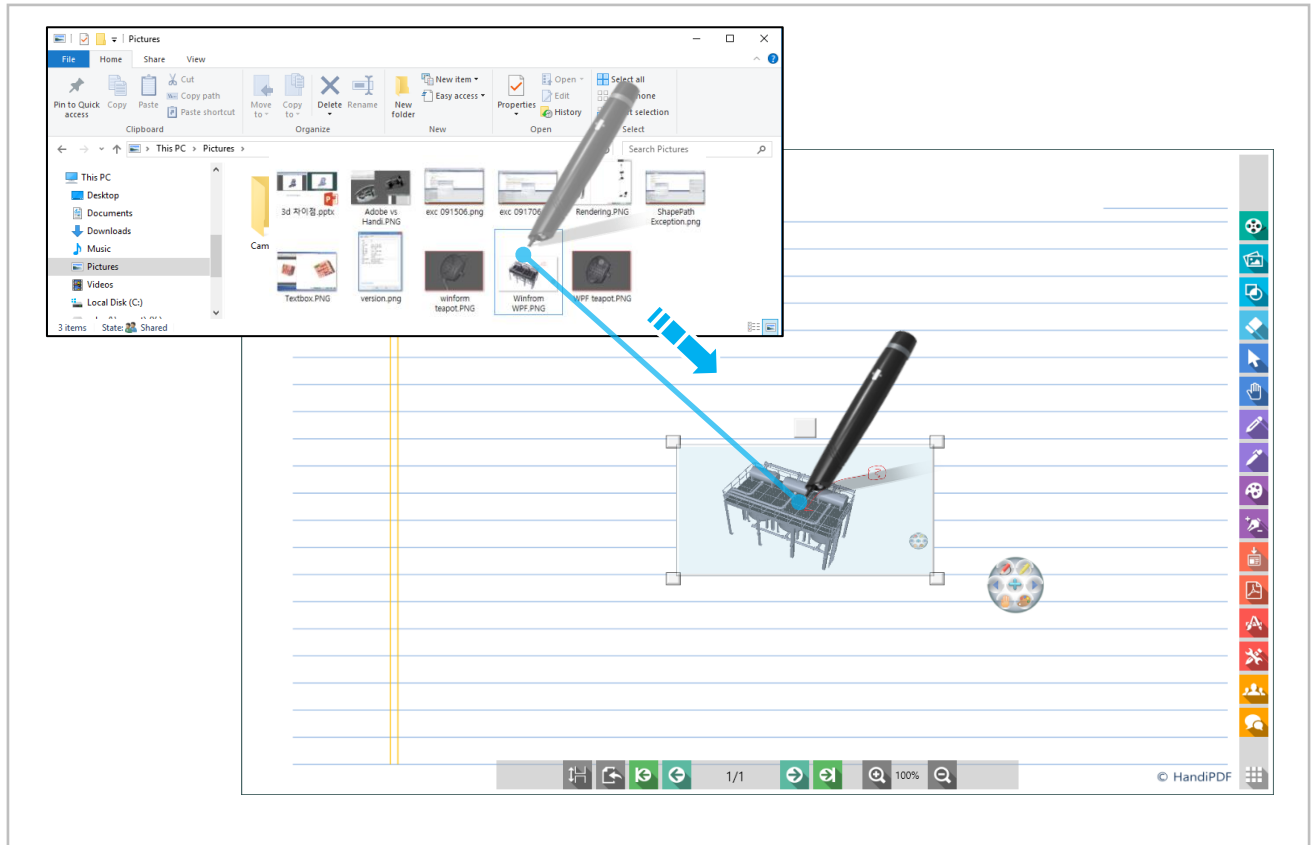 Pictures
File Home Share View
Pin to Quick access
Copy
Paste
Cut
Copy path
Paste shortcut
Move to
Copy to
Delete
Rename
New folder
New item
Easy access
Properties
Open
Edit
History
Select all
selection
Clipboard Organize New Open Select
This PC > Pictures >
Search Pictures
This PC
Desktop
Documents
Downloads
Music
Pictures
Videos
Local Disk (C:)
Cam
3d 차이점.pptx
Adobe vs Handi.PNG
exc 091506.png
exc 091706
Rendering.PNG
ShapePath Exception.png
Textbox.PNG
version.png
winform teapot.PNG
Winfrom WPF.PNG
WPF teapot.PNG
3 items State: Shared
1/1
100%
© HandiPDF